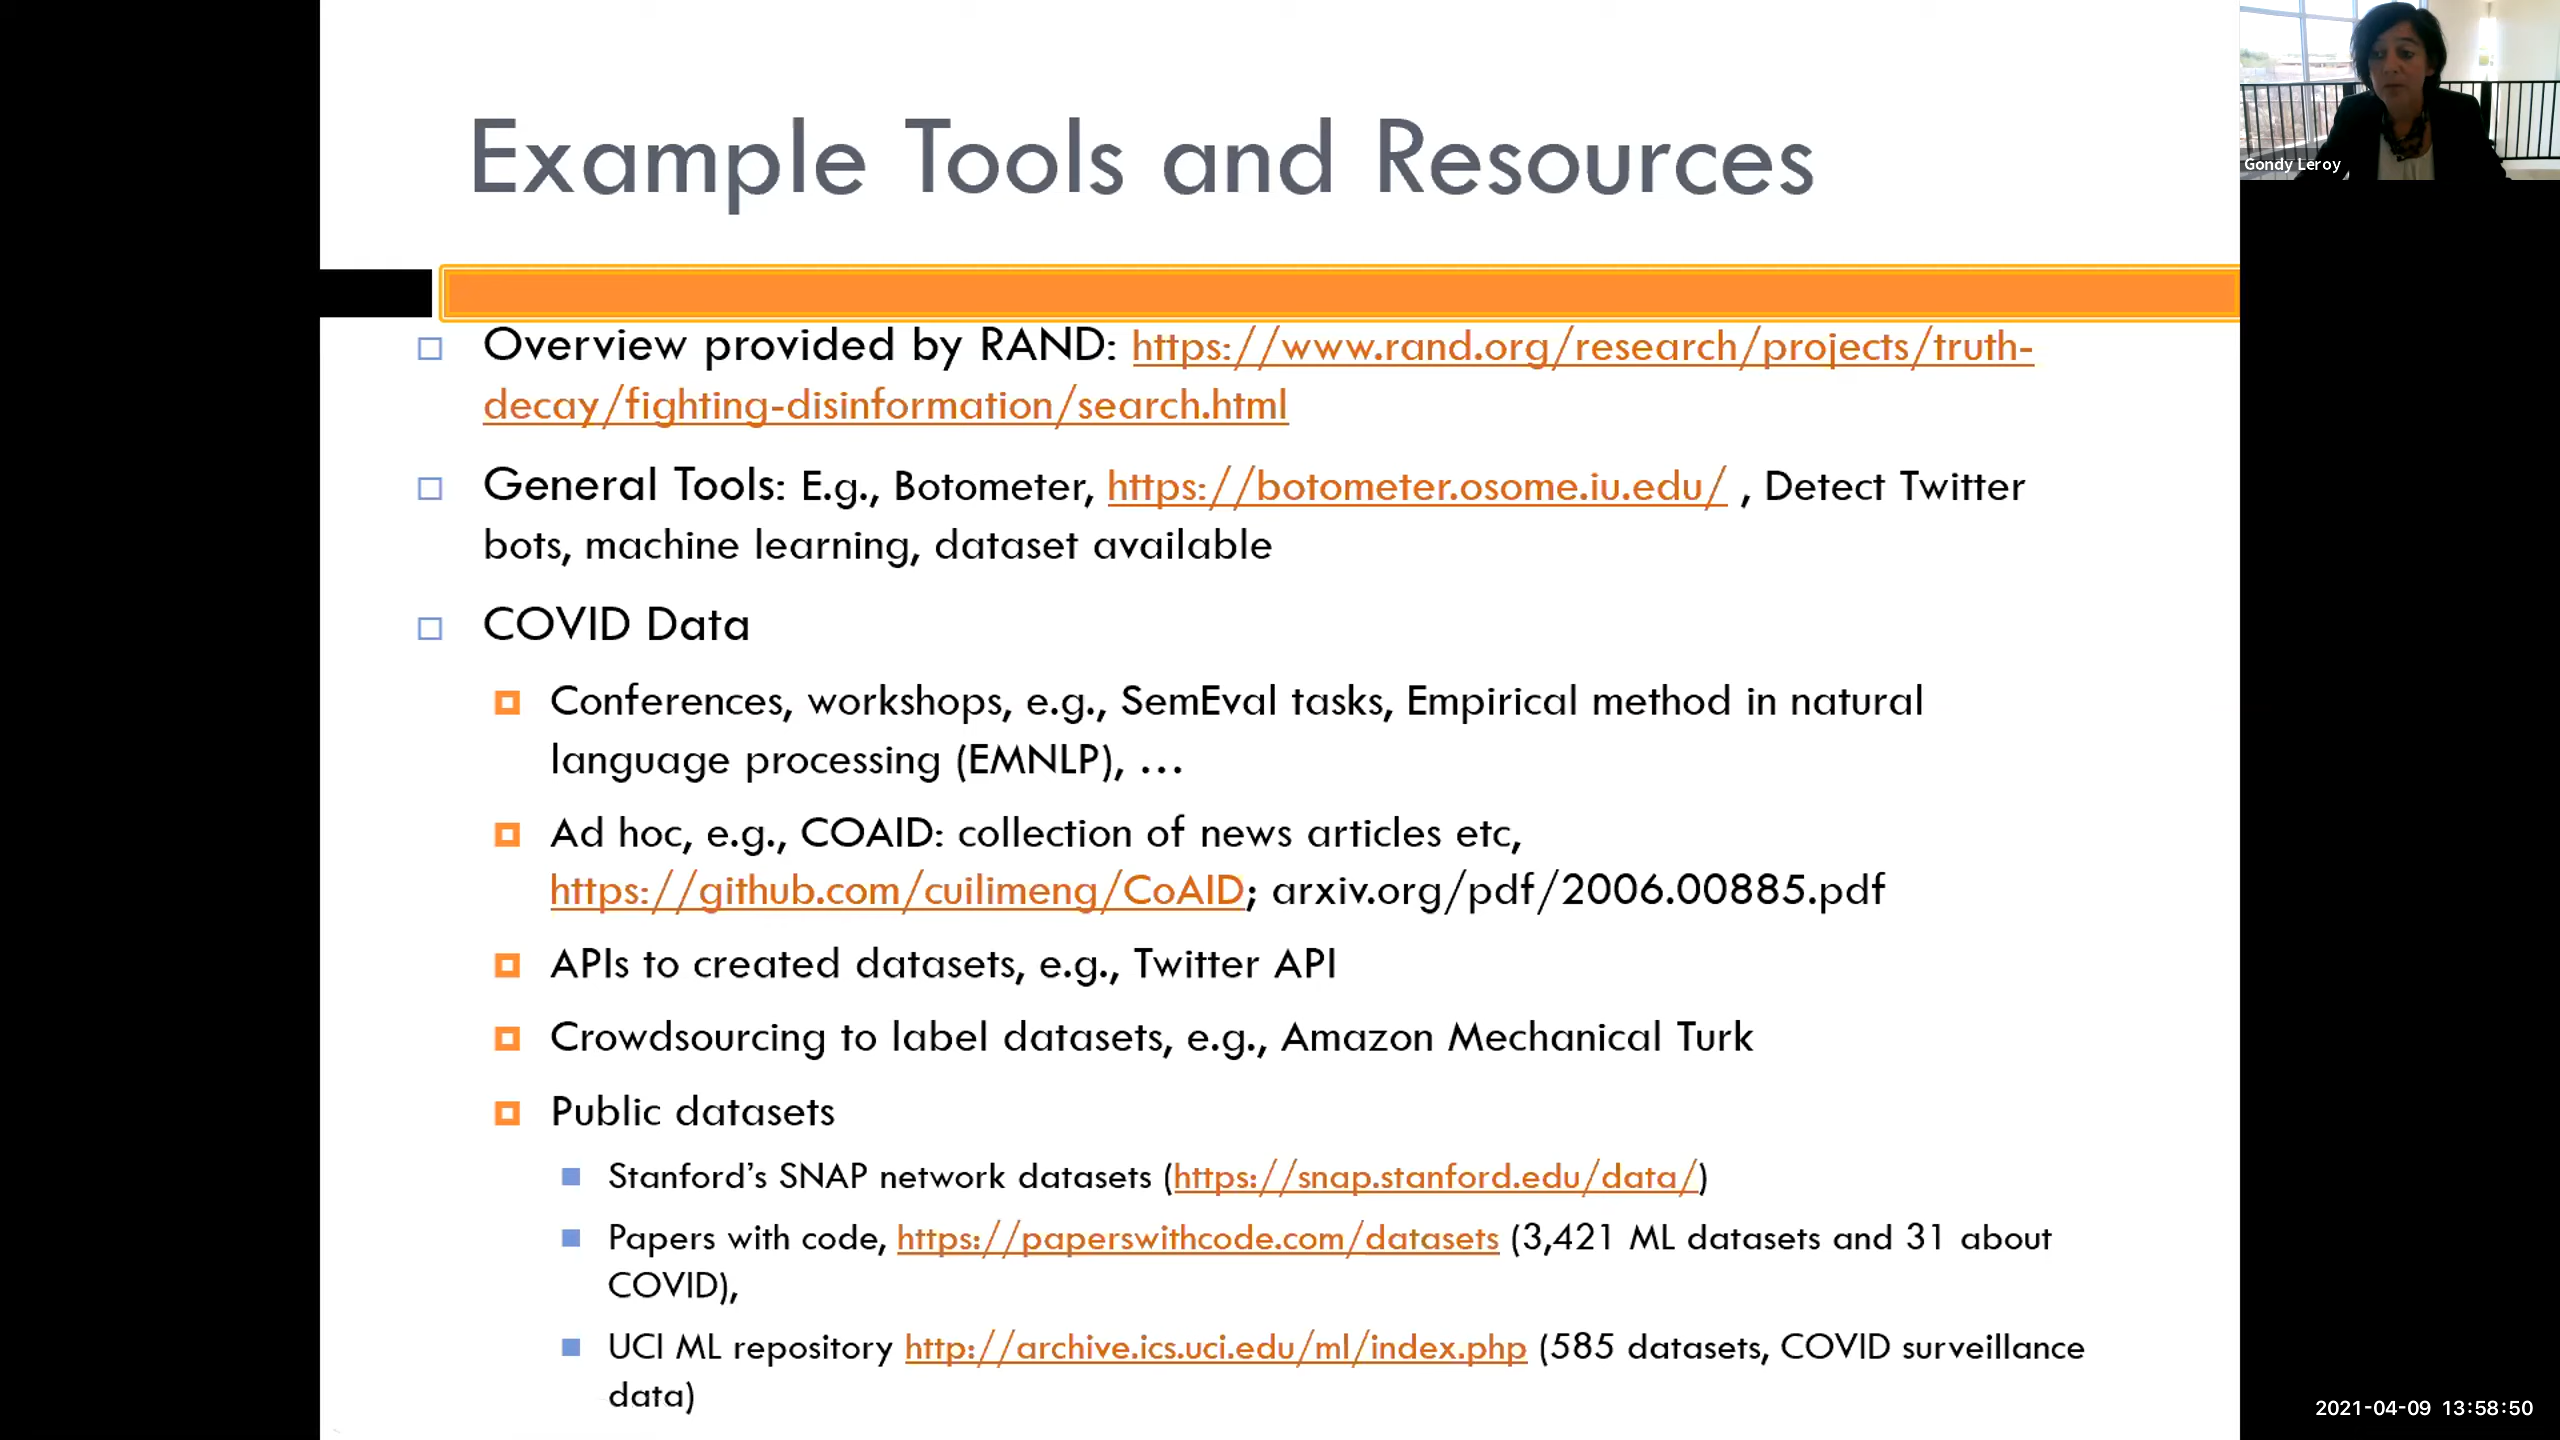 Example Tools and Resources
Gondy Leroy
Overview provided by RAND: https://www.rand.org/research/projects/truth-
decay/fighting-disinformation/search.html
General Tools: E.g., Botometer, https://botometer.osome.iu.edu/ , Detect Twitter
bots, machine learning, dataset available
COVID Data
Conferences, workshops, e.g., SemEval tasks, Empirical method in natural
language processing (EMNLP), …
Ad hoc, e.g., COAID: collection of news articles etc,
https://github.com/cuilimeng/CoAID; arxiv.org/pdf/2006.00885.pdf
APIs to created datasets, e.g., Twitter API
Crowdsourcing to label datasets, e.g., Amazon Mechanical Turk
Public datasets
Stanford’s SNAP network datasets (https://snap.stanford.edu/data/)
Papers with code, https://paperswithcode.com/datasets (3,421 ML datasets and 31 about
COVID),
UCI ML repository http://archive.ics.uci.edu/ml/index.php (585 datasets, COVID surveillance
data)
2021-04-09 13:58:50